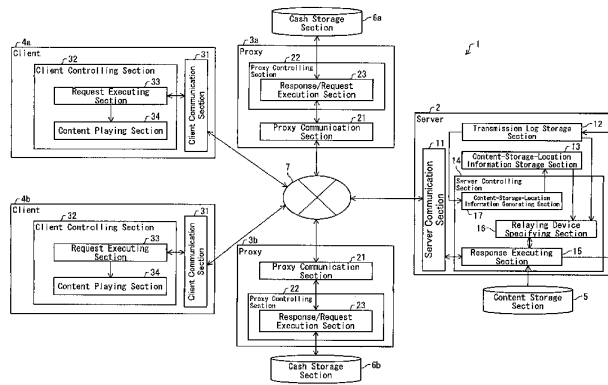 4a
Client
32
Client Controlling Section
33
Request Executing
Section
34
Content Playing Section
31
Client Communication
Section
4b
Client
32
Client Controlling Section
33
Request Executing
Section
34
Content Playing Section
31
Client Communication
Section
Cash Storage
Section
6a
3a
Proxy
22
Proxy Controlling
Section
23
Response/Request
Execution Section
21
Proxy Communication
Section
7
3b
Proxy
Proxy Communication
Section
21
22
Proxy Controlling
Section
23
Response/Request
Execution Section
Cash Storage
Section
6b
1
2
Server
11
Server Communication
Section
12
Transmission Log Storage
Section
13
Content-Storage-Location
Information Storage Section
14
Server Controlling
Section
Content-Storage-Location
Information Generating Section
17
Relaying Device
Specifying Section
16
Response Executing
Section
15
Content Storage
Section
5